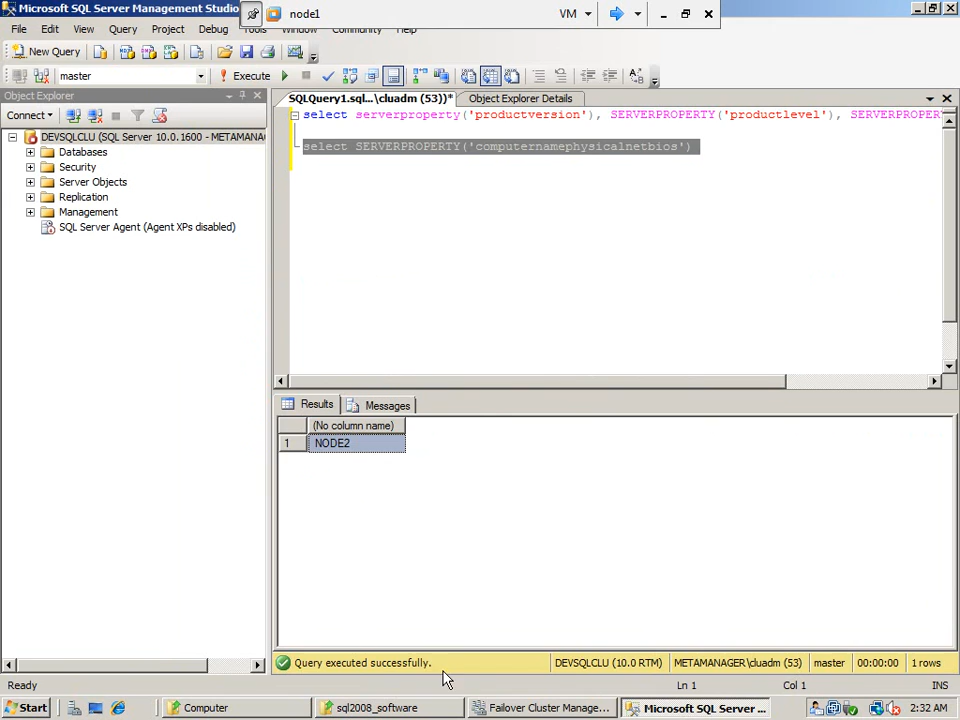 Microsoft SQL Server Management Studio
node1
VM
File Edit View Query Project Debug Tools Window Community Help
New Query
master
Execute
Object Explorer
SQLQuery1.sql...\cluadm (53))*
Object Explorer Details
Connect
select serverproperty('productversion'), SERVERPROPERTY('productlevel'), SERVERPROPER
DEVSQLCLU (SQL Server 10.0.1600 - METAMANA
select SERVERPROPERTY('computernamephysicalnetbios')
Databases
Security
Server Objects
Replication
Management
SQL Server Agent (Agent XPs disabled)
Results
Messages
(No column name)
1 NODE2
Query executed successfully.
DEVSQLCLU (10.0 RTM)
METAMANAGER\cluadm (53)
master
00:00:00
1 rows
Ready
Ln 1
Col 1
INS
Start
Computer
sql2008_software
Failover Cluster Manage...
Microsoft SQL Server ...
2:32 AM